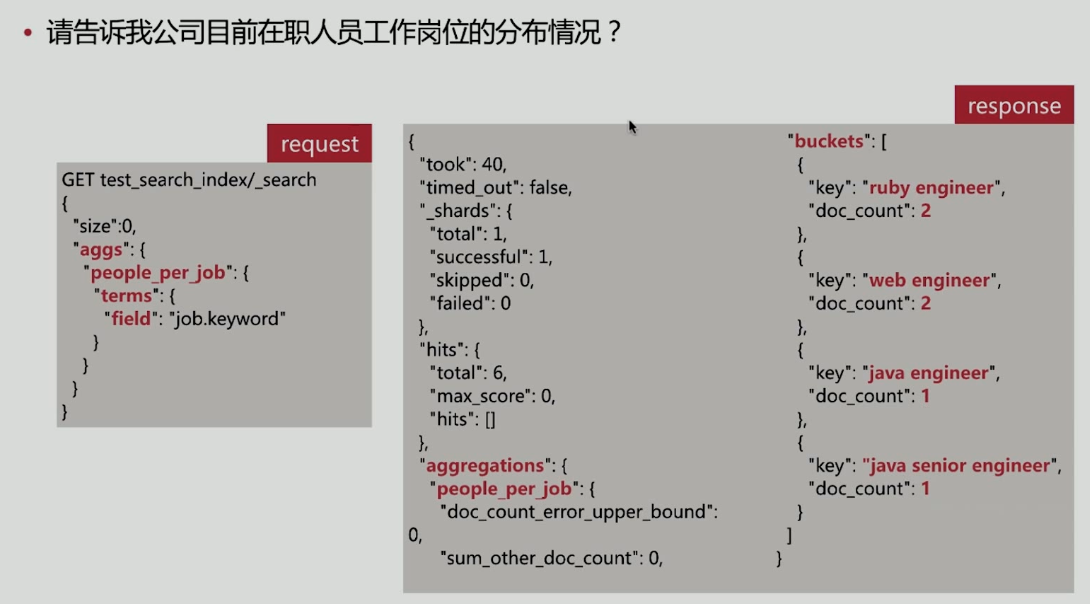 • 请告诉我公司目前在职人员工作岗位的分布情况？
request
GET test_search_index/_search
{
"size":0,
"aggs": {
"people_per_job": {
"terms": {
"field": "job.keyword"
}
}
}
}
response
{
"took": 40,
"timed_out": false,
"_shards": {
"total": 1,
"successful": 1,
"skipped": 0,
"failed": 0
},
"hits": {
"total": 6,
"max_score": 0,
"hits": []
},
"aggregations": {
"people_per_job": {
"doc_count_error_upper_bound":
0,
"sum_other_doc_count": 0,
"buckets": [
{
"key": "ruby engineer",
"doc_count": 2
},
{
"key": "web engineer",
"doc_count": 2
},
{
"key": "java engineer",
"doc_count": 1
},
{
"key": "java senior engineer",
"doc_count": 1
}
]
}